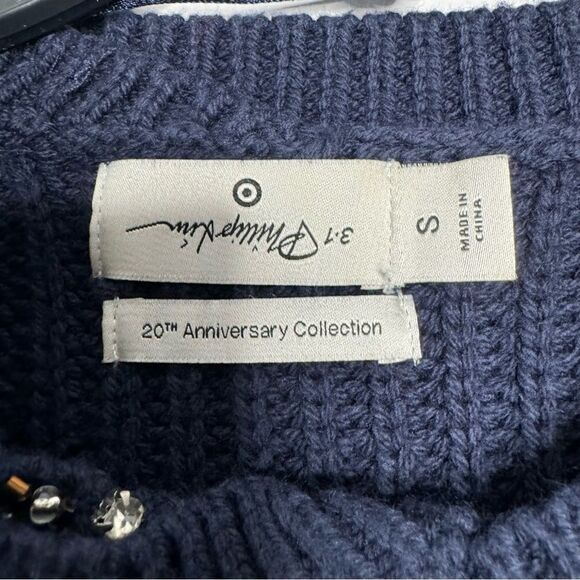 3.1 Phillip Lim
S
MADE IN
CHINA
20TH Anniversary Collection